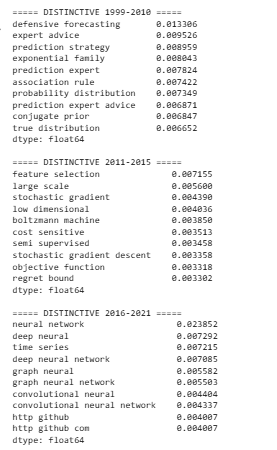 ===== DISTINCTIVE 1999-2010 =====
defensive forecasting 0.013306
expert advice 0.009526
prediction strategy 0.008959
exponential family 0.008043
prediction expert 0.007824
association rule 0.007422
probability distribution 0.007349
prediction expert advice 0.006871
conjugate prior 0.006847
true distribution 0.006652
dtype: float64
===== DISTINCTIVE 2011-2015 =====
feature selection 0.007155
large scale 0.005600
stochastic gradient 0.004390
low dimensional 0.004036
boltzmann machine 0.003850
cost sensitive 0.003513
semi supervised 0.003458
stochastic gradient descent 0.003358
objective function 0.003318
regret bound 0.003302
dtype: float64
===== DISTINCTIVE 2016-2021 =====
neural network 0.023852
deep neural 0.007292
time series 0.007215
deep neural network 0.007085
graph neural 0.005582
graph neural network 0.005503
convolutional neural 0.004404
convolutional neural network 0.004337
http github 0.004007
http github com 0.004007
dtype: float64